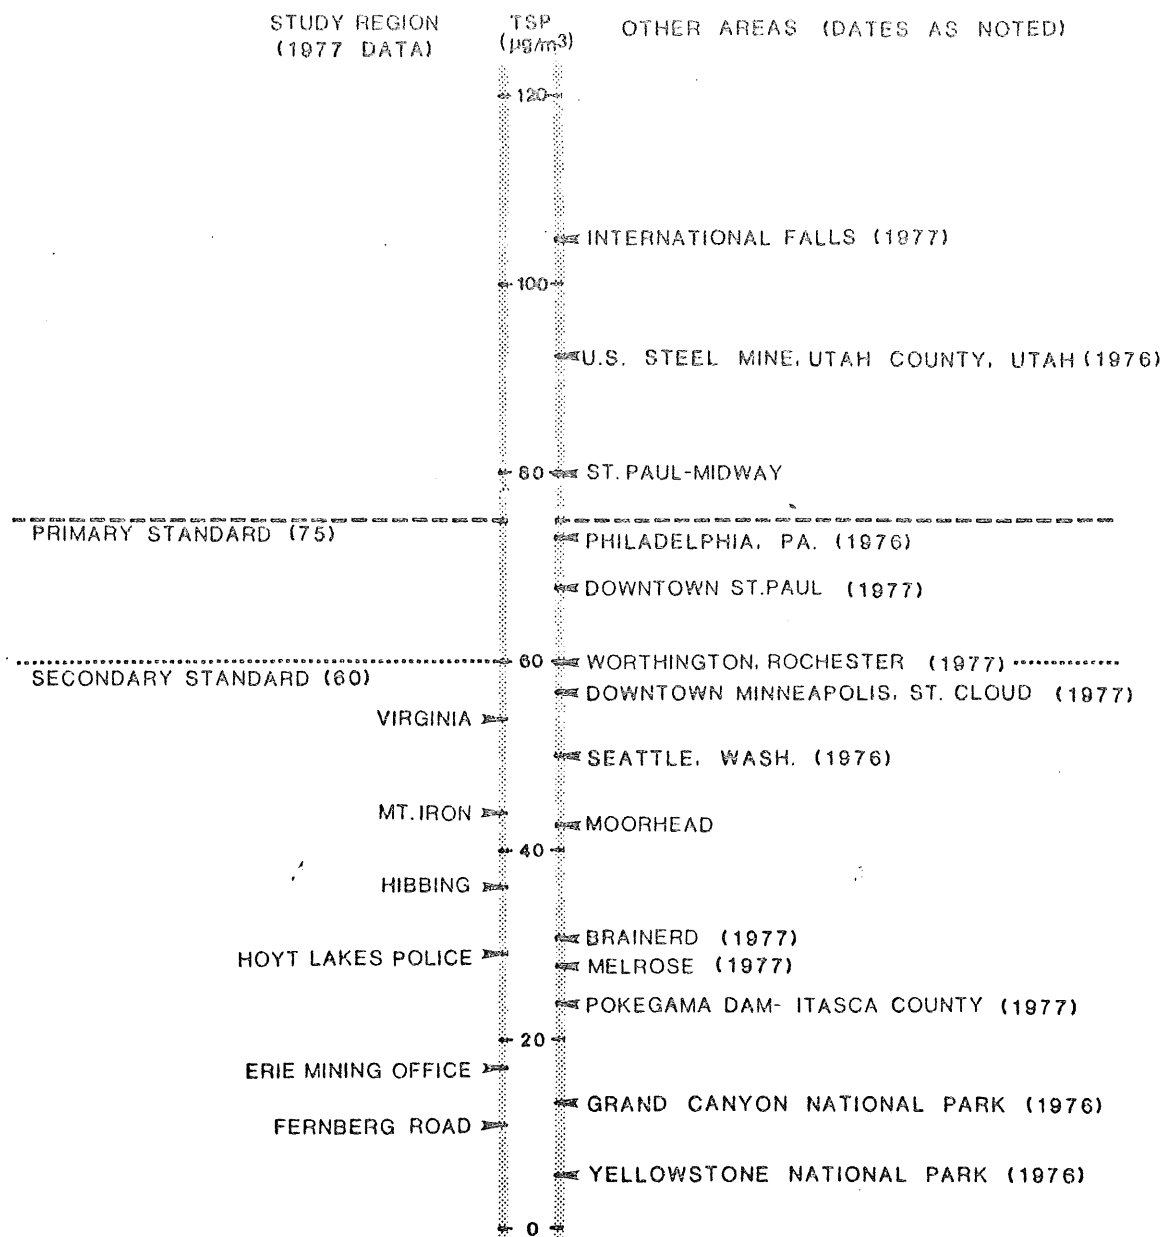 STUDY REGION
(1977 DATA)
TSP
(µg/m3)
OTHER AREAS (DATES AS NOTED)
120
INTERNATIONAL FALLS (1977)
100
U.S. STEEL MINE, UTAH COUNTY, UTAH (1976)
80
ST. PAUL-MIDWAY
PRIMARY STANDARD (75)
PHILADELPHIA, PA. (1976)
DOWNTOWN ST.PAUL (1977)
60
WORTHINGTON, ROCHESTER (1977)
SECONDARY STANDARD (60)
DOWNTOWN MINNEAPOLIS, ST. CLOUD (1977)
VIRGINIA
SEATTLE, WASH. (1976)
MT. IRON
MOORHEAD
40
HIBBING
BRAINERD (1977)
HOYT LAKES POLICE
MELROSE (1977)
POKEGAMA DAM- ITASCA COUNTY (1977)
20
ERIE MINING OFFICE
GRAND CANYON NATIONAL PARK (1976)
FERNBERG ROAD
YELLOWSTONE NATIONAL PARK (1976)
0